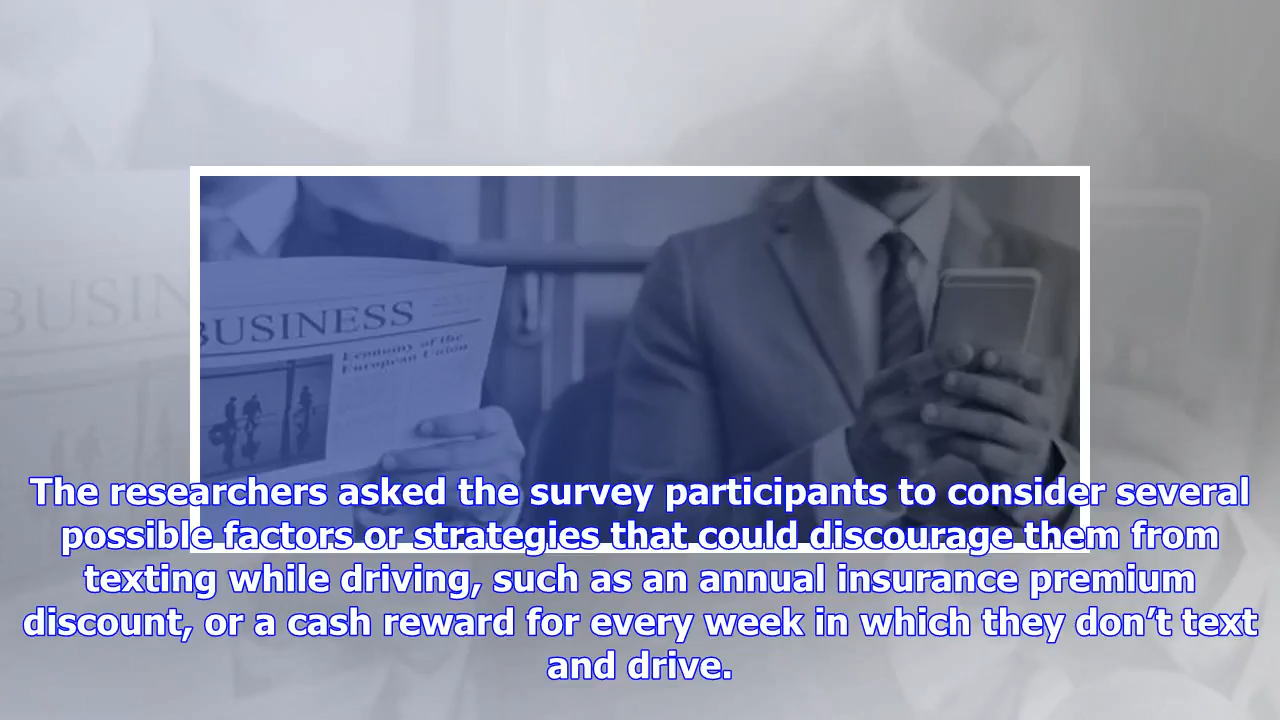 BUSIN
BUSINESS
Economy of the
European Union
The researchers asked the survey participants to consider several
possible factors or strategies that could discourage them from
texting while driving, such as an annual insurance premium
discount, or a cash reward for every week in which they don’t text
and drive.